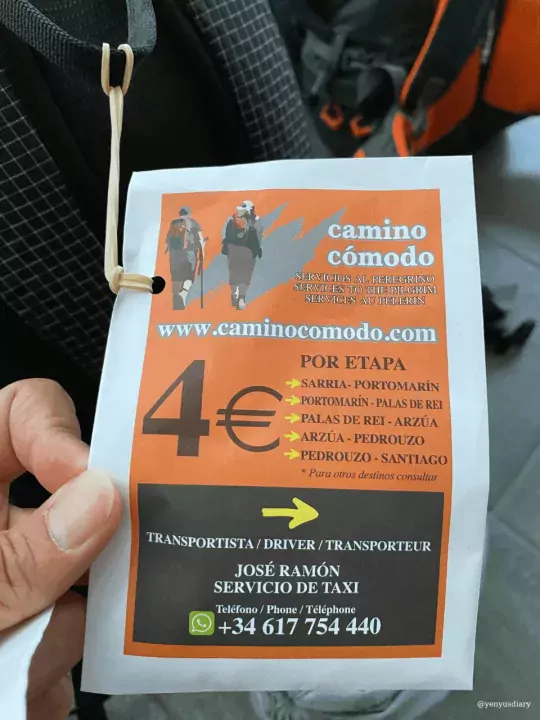 camino
cómodo
SERVICIOS AL PEREGRINO
SERVICES TO THE PILGRIM
SERVICES AU PELERIN
www.caminocomodo.com
4€
POR ETAPA
SARRIA- PORTOMARÍN
PORTOMARÍN - PALAS DE REI
PALAS DE REI - ARZÚA
ARZÚA - PEDROUZO
PEDROUZO - SANTIAGO
* Para otros destinos consultar
TRANSPORTISTA / DRIVER / TRANSPORTEUR
JOSÉ RAMÓN
SERVICIO DE TAXI
Teléfono / Phone / Téléphone
+34 617 754 440
@yenyusdiary